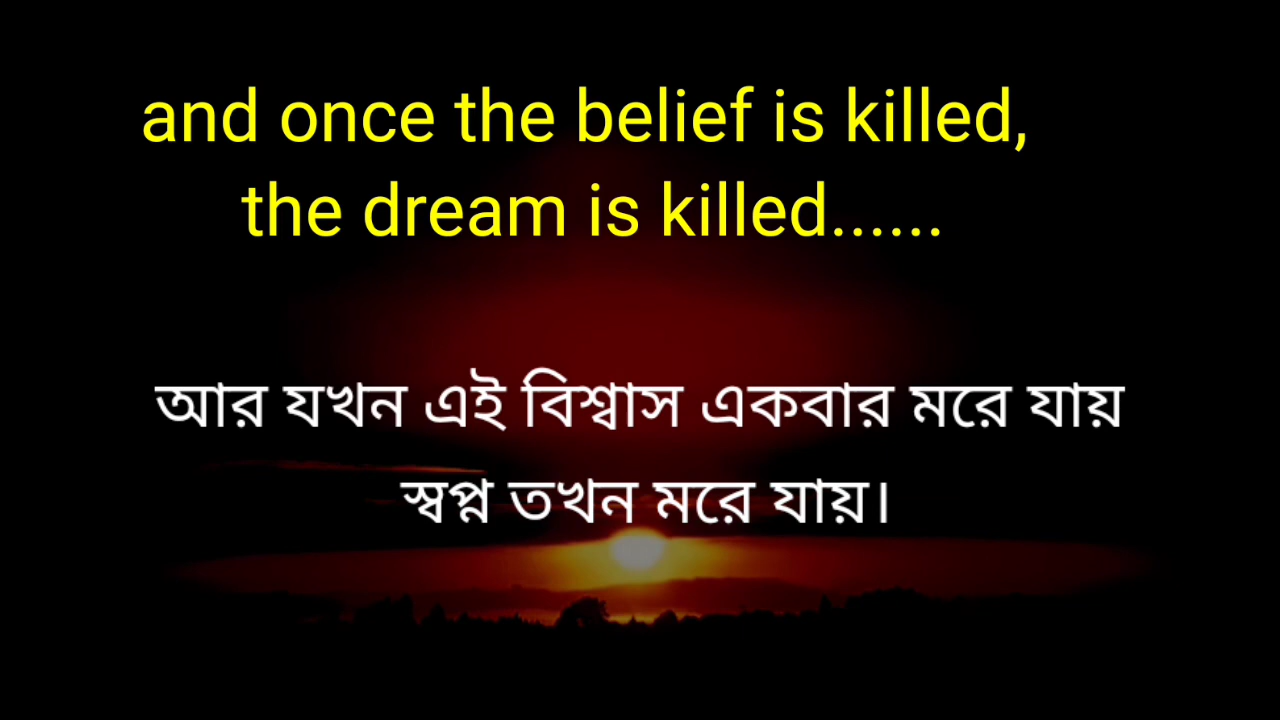 and once the belief is killed,
the dream is killed......
আর যখন এই বিশ্বাস একবার মরে যায়
স্বপ্ন তখন মরে যায়।